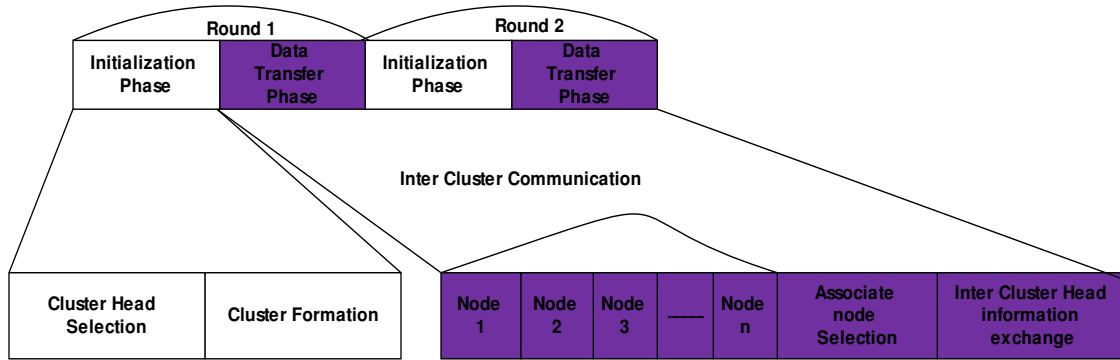 Round 1
Round 2
Initialization
Phase
Data
Transfer
Phase
Initialization
Phase
Data
Transfer
Phase
Inter Cluster Communication
Cluster Head
Selection
Cluster Formation
Node
1
Node
2
Node
3
--------
Node
n
Associate
node
Selection
Inter Cluster Head
information
exchange